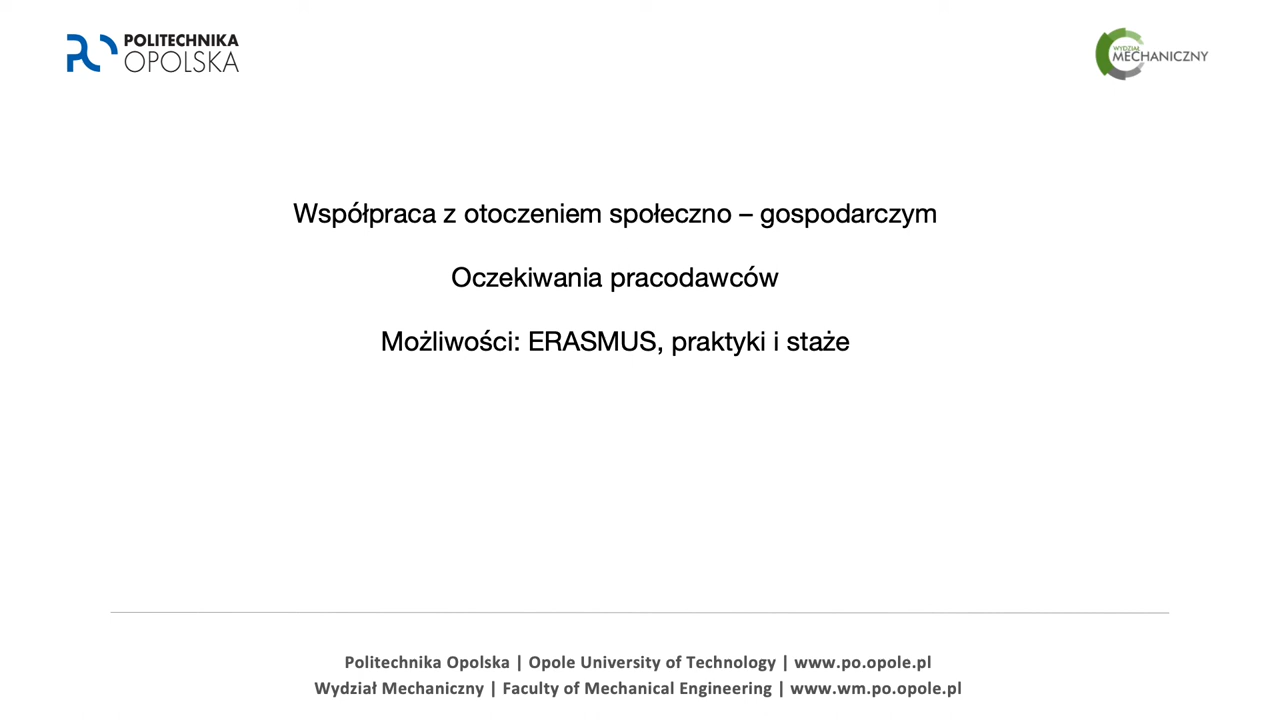 POLITECHNIKA
OPOLSKA
WYDZIAŁ
MECHANICZNY
Współpraca z otoczeniem społeczno – gospodarczym
Oczekiwania pracodawców
Możliwości: ERASMUS, praktyki i staże
Politechnika Opolska | Opole University of Technology | www.po.opole.pl
Wydział Mechaniczny | Faculty of Mechanical Engineering | www.wm.po.opole.pl